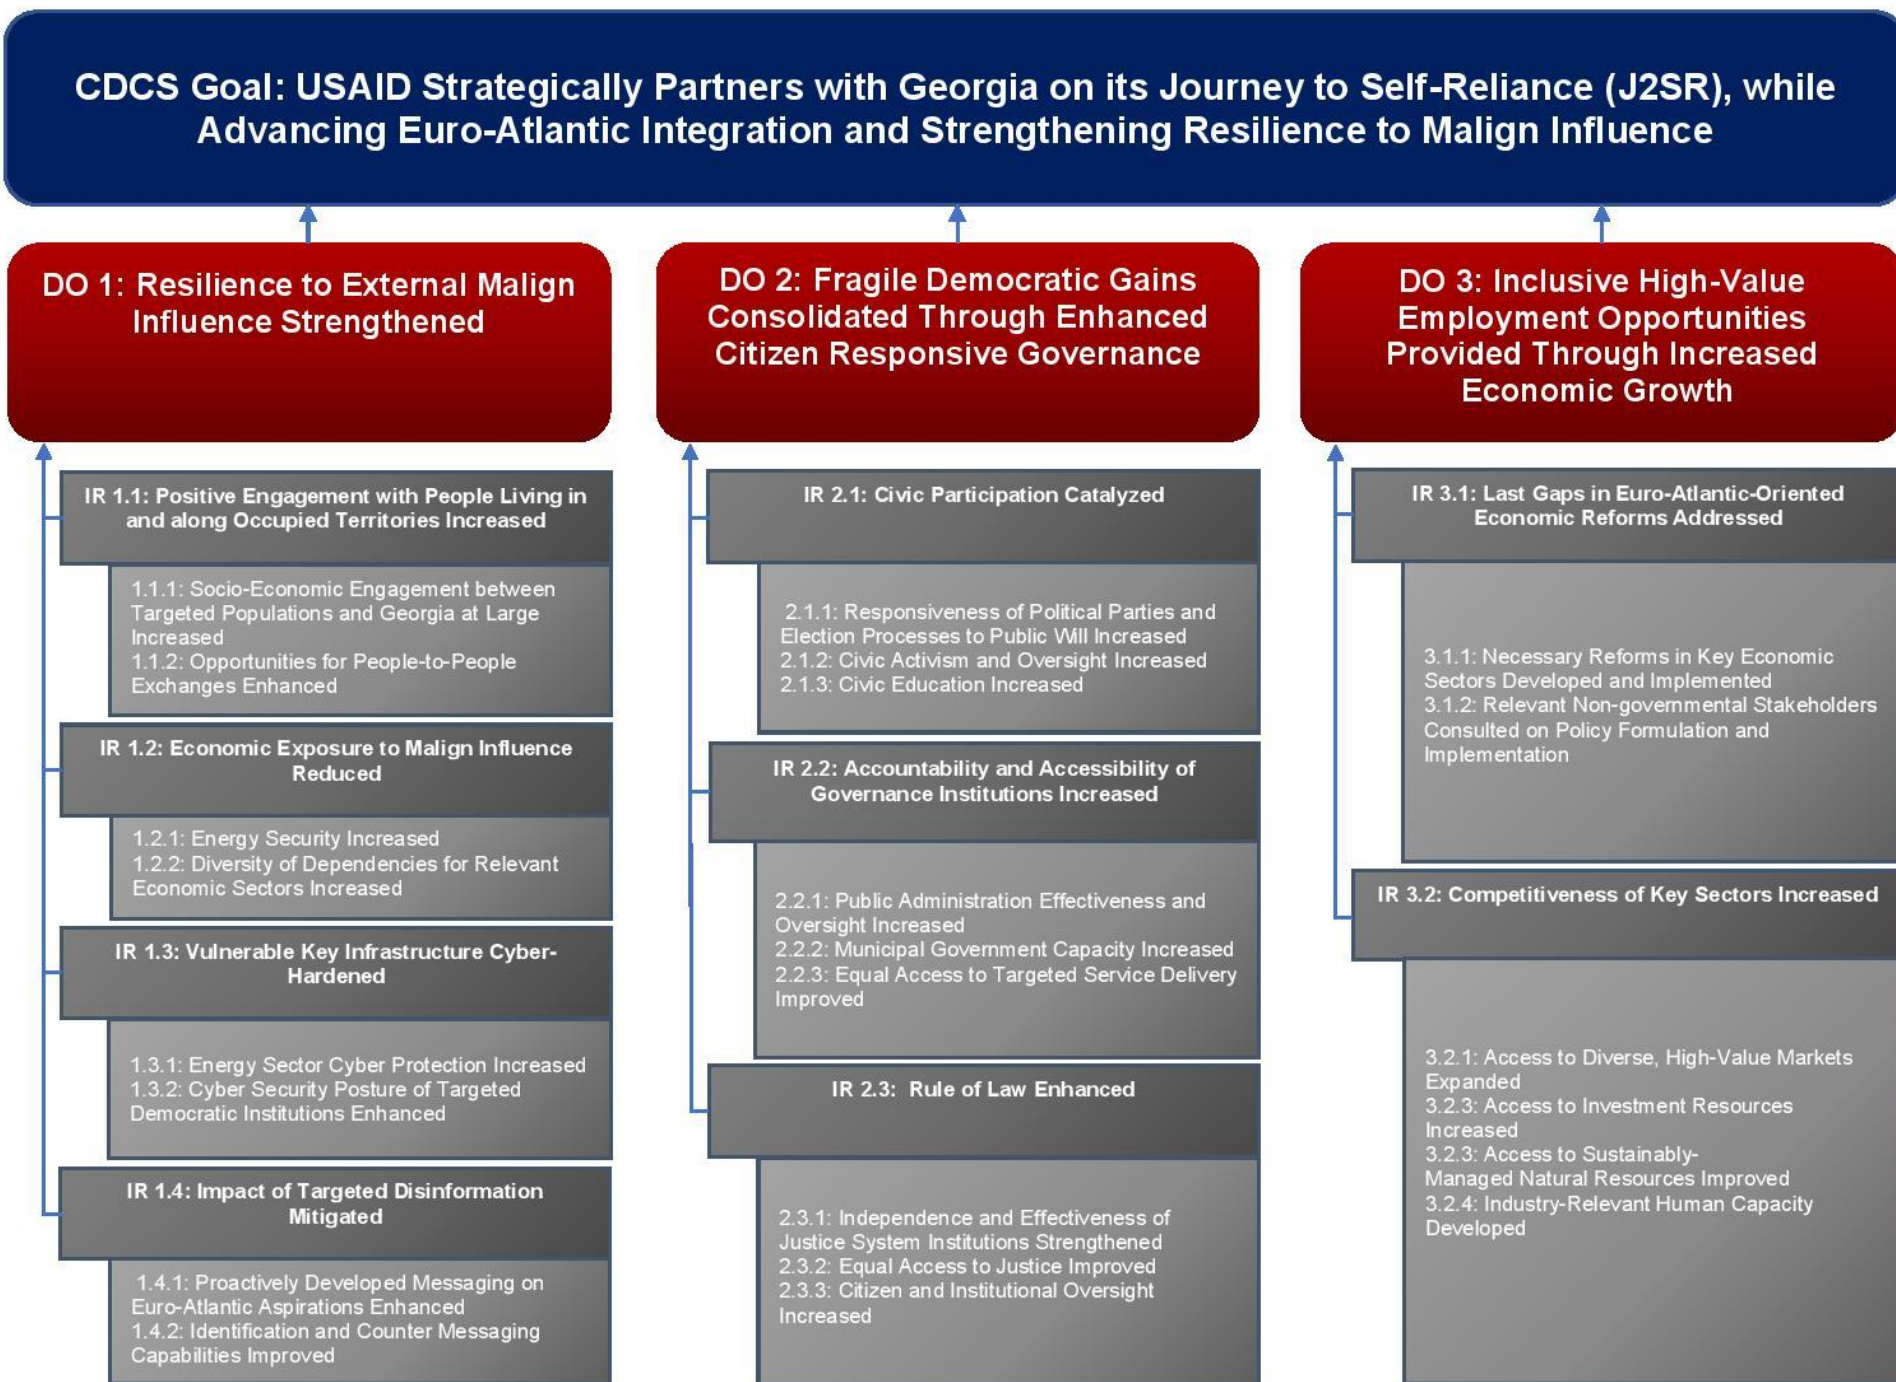 CDCS Goal: USAID Strategically Partners with Georgia on its Journey to Self-Reliance (J2SR), while
Advancing Euro-Atlantic Integration and Strengthening Resilience to Malign Influence
DO 1: Resilience to External Malign
Influence Strengthened
IR 1.1: Positive Engagement with People Living in
and along Occupied Territories Increased
1.1.1: Socio-Economic Engagement between
Targeted Populations and Georgia at Large
Increased
1.1.2: Opportunities for People-to-People
Exchanges Enhanced
IR 1.2: Economic Exposure to Malign Influence
Reduced
1.2.1: Energy Security Increased
1.2.2: Diversity of Dependencies for Relevant
Economic Sectors Increased
IR 1.3: Vulnerable Key Infrastructure Cyber-
Hardened
1.3.1: Energy Sector Cyber Protection Increased
1.3.2: Cyber Security Posture of Targeted
Democratic Institutions Enhanced
IR 1.4: Impact of Targeted Disinformation
Mitigated
1.4.1: Proactively Developed Messaging on
Euro-Atlantic Aspirations Enhanced
1.4.2: Identification and Counter Messaging
Capabilities Improved
DO 2: Fragile Democratic Gains
Consolidated Through Enhanced
Citizen Responsive Governance
IR 2.1: Civic Participation Catalyzed
2.1.1: Responsiveness of Political Parties and
Election Processes to Public Will Increased
2.1.2: Civic Activism and Oversight Increased
2.1.3: Civic Education Increased
IR 2.2: Accountability and Accessibility of
Governance Institutions Increased
2.2.1: Public Administration Effectiveness and
Oversight Increased
2.2.2: Municipal Government Capacity Increased
2.2.3: Equal Access to Targeted Service Delivery
Improved
IR 2.3: Rule of Law Enhanced
2.3.1: Independence and Effectiveness of
Justice System Institutions Strengthened
2.3.2: Equal Access to Justice Improved
2.3.3: Citizen and Institutional Oversight
Increased
DO 3: Inclusive High-Value
Employment Opportunities
Provided Through Increased
Economic Growth
IR 3.1: Last Gaps in Euro-Atlantic-Oriented
Economic Reforms Addressed
3.1.1: Necessary Reforms in Key Economic
Sectors Developed and Implemented
3.1.2: Relevant Non-governmental Stakeholders
Consulted on Policy Formulation and
Implementation
IR 3.2: Competitiveness of Key Sectors Increased
3.2.1: Access to Diverse, High-Value Markets
Expanded
3.2.3: Access to Investment Resources
Increased
3.2.3: Access to Sustainably-
Managed Natural Resources Improved
3.2.4: Industry-Relevant Human Capacity
Developed